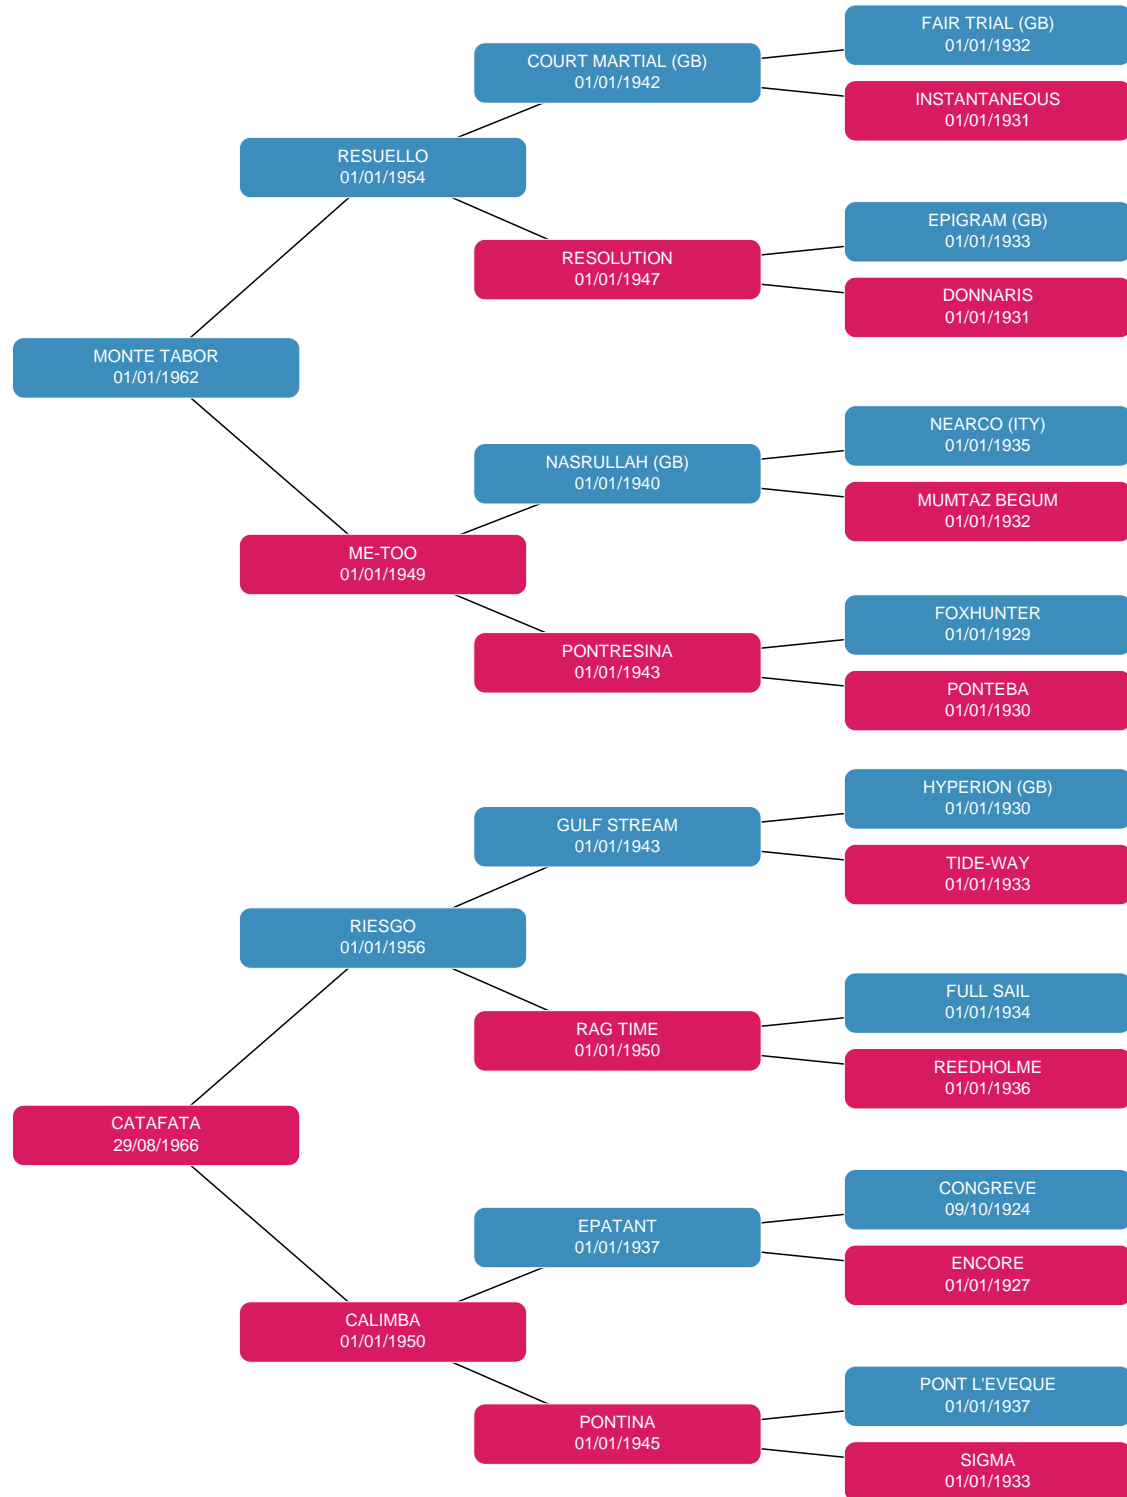 FAIR TRIAL (GB)
01/01/1932
COURT MARTIAL (GB)
01/01/1942
INSTANTANEOUS
01/01/1931
RESUELLO
01/01/1954
EPIGRAM (GB)
01/01/1933
RESOLUTION
01/01/1947
DONNARIS
01/01/1931
MONTE TABOR
01/01/1962
NEARCO (ITY)
01/01/1935
NASRULLAH (GB)
01/01/1940
MUMTAZ BEGUM
01/01/1932
ME-TOO
01/01/1949
FOXHUNTER
01/01/1929
PONTRESINA
01/01/1943
PONTEBA
01/01/1930
HYPERION (GB)
01/01/1930
GULF STREAM
01/01/1943
TIDE-WAY
01/01/1933
RIESGO
01/01/1956
FULL SAIL
01/01/1934
RAG TIME
01/01/1950
REEDHOLME
01/01/1936
CATAFATA
29/08/1966
CONGREVE
09/10/1924
EPATANT
01/01/1937
ENCORE
01/01/1927
CALIMBA
01/01/1950
PONT L'EVEQUE
01/01/1937
PONTINA
01/01/1945
SIGMA
01/01/1933